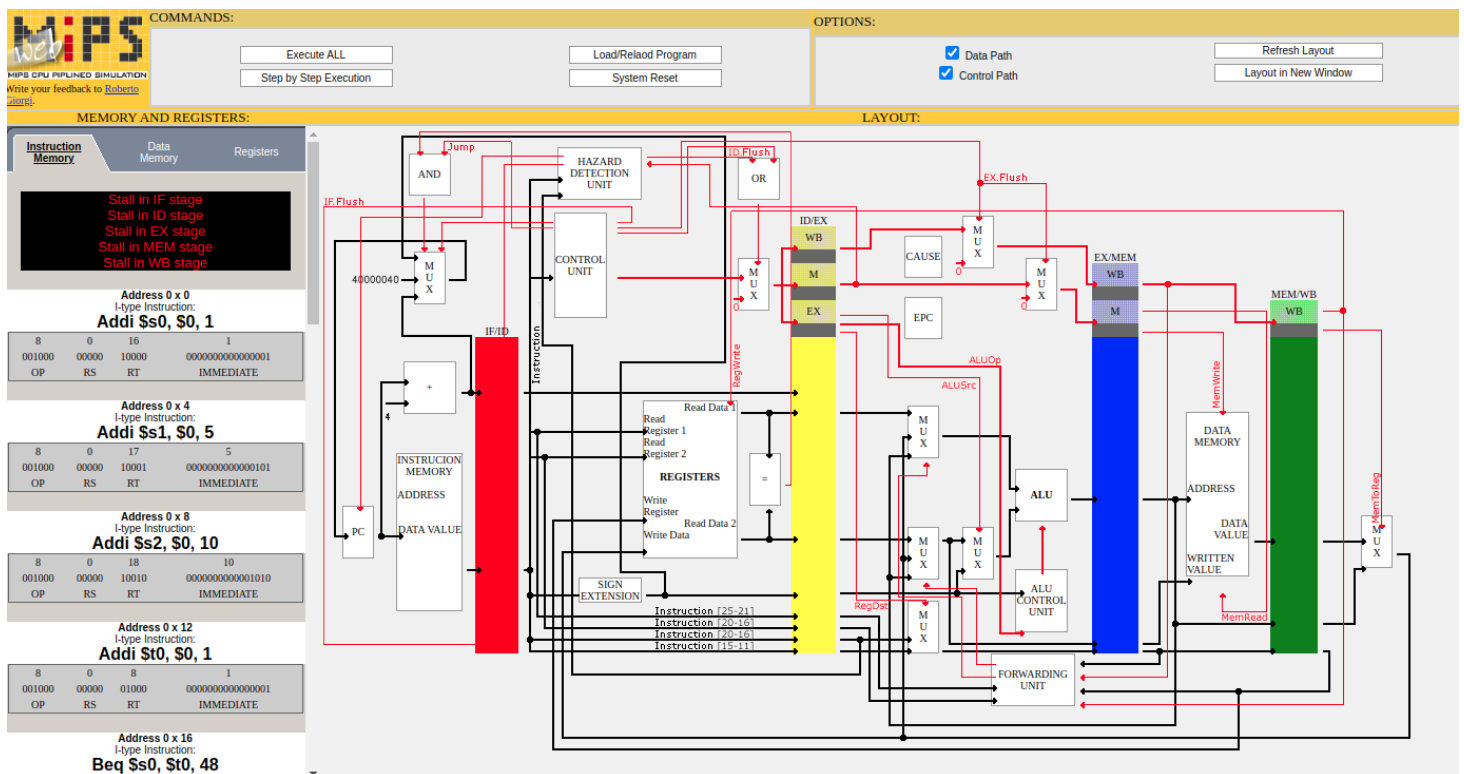 COMMANDS:
OPTIONS:
web MiPS
MIPS CPU PIPLINED SIMULATION
Write your feedback to Roberto
Giorgi.
Execute ALL
Load/Relaod Program
Step by Step Execution
System Reset
Data Path
Control Path
Refresh Layout
Layout in New Window
MEMORY AND REGISTERS:
LAYOUT:
Instruction
Memory
Data
Memory
Registers
Stall in IF stage
Stall in ID stage
Stall in EX stage
Stall in MEM stage
Stall in WB stage
Address 0 x 0
I-type Instruction:
Addi $s0, $0, 1
8 0 16 1
001000 00000 10000 0000000000000001
OP RS RT IMMEDIATE
Address 0 x 4
I-type Instruction:
Addi $s1, $0, 5
8 0 17 5
001000 00000 10001 0000000000000101
OP RS RT IMMEDIATE
Address 0 x 8
I-type Instruction:
Addi $s2, $0, 10
8 0 18 10
001000 00000 10010 0000000000001010
OP RS RT IMMEDIATE
Address 0 x 12
I-type Instruction:
Addi $t0, $0, 1
8 0 8 1
001000 00000 01000 0000000000000001
OP RS RT IMMEDIATE
Address 0 x 16
I-type Instruction:
Beq $s0, $t0, 48
Jump
AND
HAZARD
DETECTION
UNIT
ID.Flush
OR
EX.Flush
IF.Flush
CONTROL
UNIT
40000040
M
U
X
M
U
X
0
ID/EX
WB
M
EX
CAUSE
EPC
M
U
X
0
M
U
X
0
EX/MEM
WB
M
MEM/WB
WB
IF/ID
Instruction
RegWrite
ALUOp
ALUSrc
MemWrite
MemToReg
+
4
INSTRUCION
MEMORY
ADDRESS
DATA VALUE
PC
Read Data 1
Read
Register 1
Read
Register 2
REGISTERS
Write
Register
Read Data 2
Write Data
=
SIGN
EXTENSION
Instruction [25-21]
Instruction [20-16]
Instruction [20-16]
Instruction [15-11]
M
U
X
M
U
X
M
U
X
M
U
X
RegDst
ALU
ALU
CONTROL
UNIT
FORWARDING
UNIT
DATA
MEMORY
ADDRESS
DATA
VALUE
WRITTEN
VALUE
MemRead
M
U
X